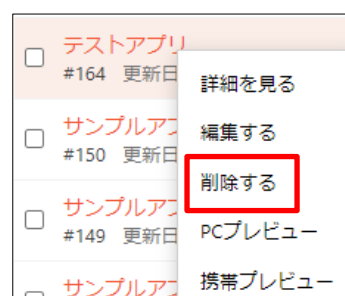 テストアプリ
#164 更新日
詳細を見る
サンプルア
編集する
#150 更新日
削除する
サンプルア
#149 更新日
PCプレビュー
携帯プレビュー
サンプルア